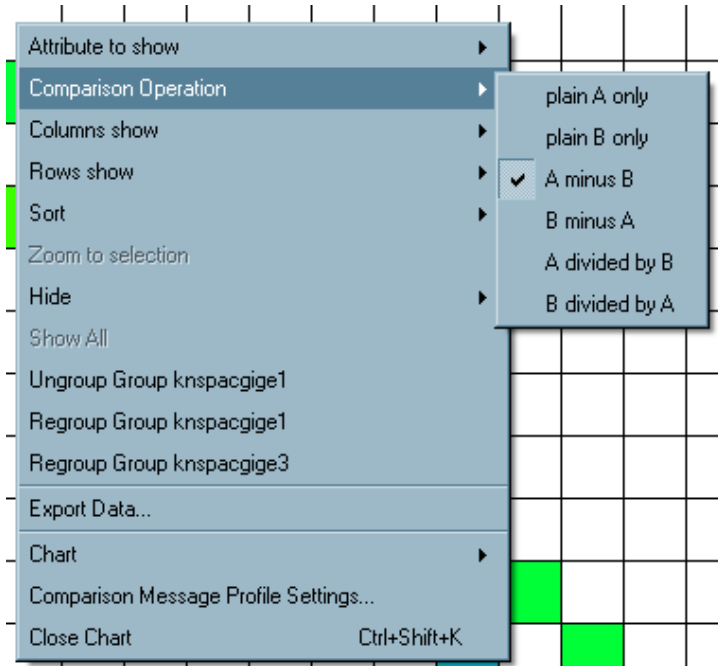 Attribute to show
Comparison Operation
Columns show
Rows show
Sort
Zoom to selection
Hide
Show All
Ungroup Group knspacgige1
Regroup Group knspacgige1
Regroup Group knspacgige3
Export Data...
Chart
Comparison Message Profile Settings...
Close Chart Ctrl+Shift+K
plain A only
plain B only
A minus B
B minus A
A divided by B
B divided by A